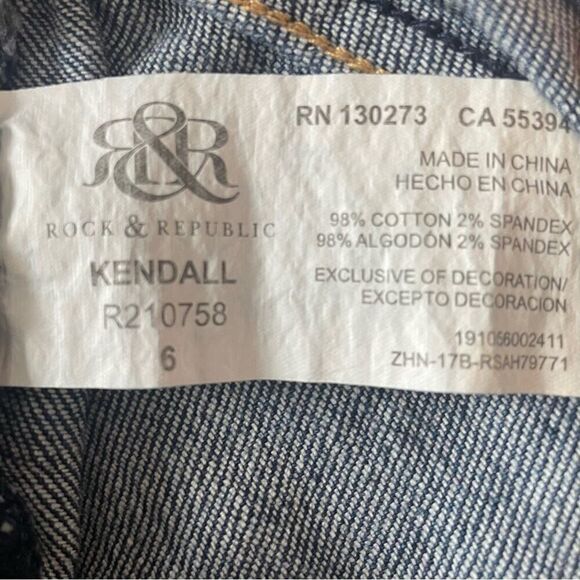 R&R
ROCK & REPUBLIC
KENDALL
R210758
6
RN 130273 CA 55394
MADE IN CHINA
HECHO EN CHINA
98% COTTON 2% SPANDEX
98% ALGODÓN 2% SPANDEX
EXCLUSIVE OF DECORATION/
EXCEPTO DECORACION
191056002411
ZHN-17B-RSAH79771